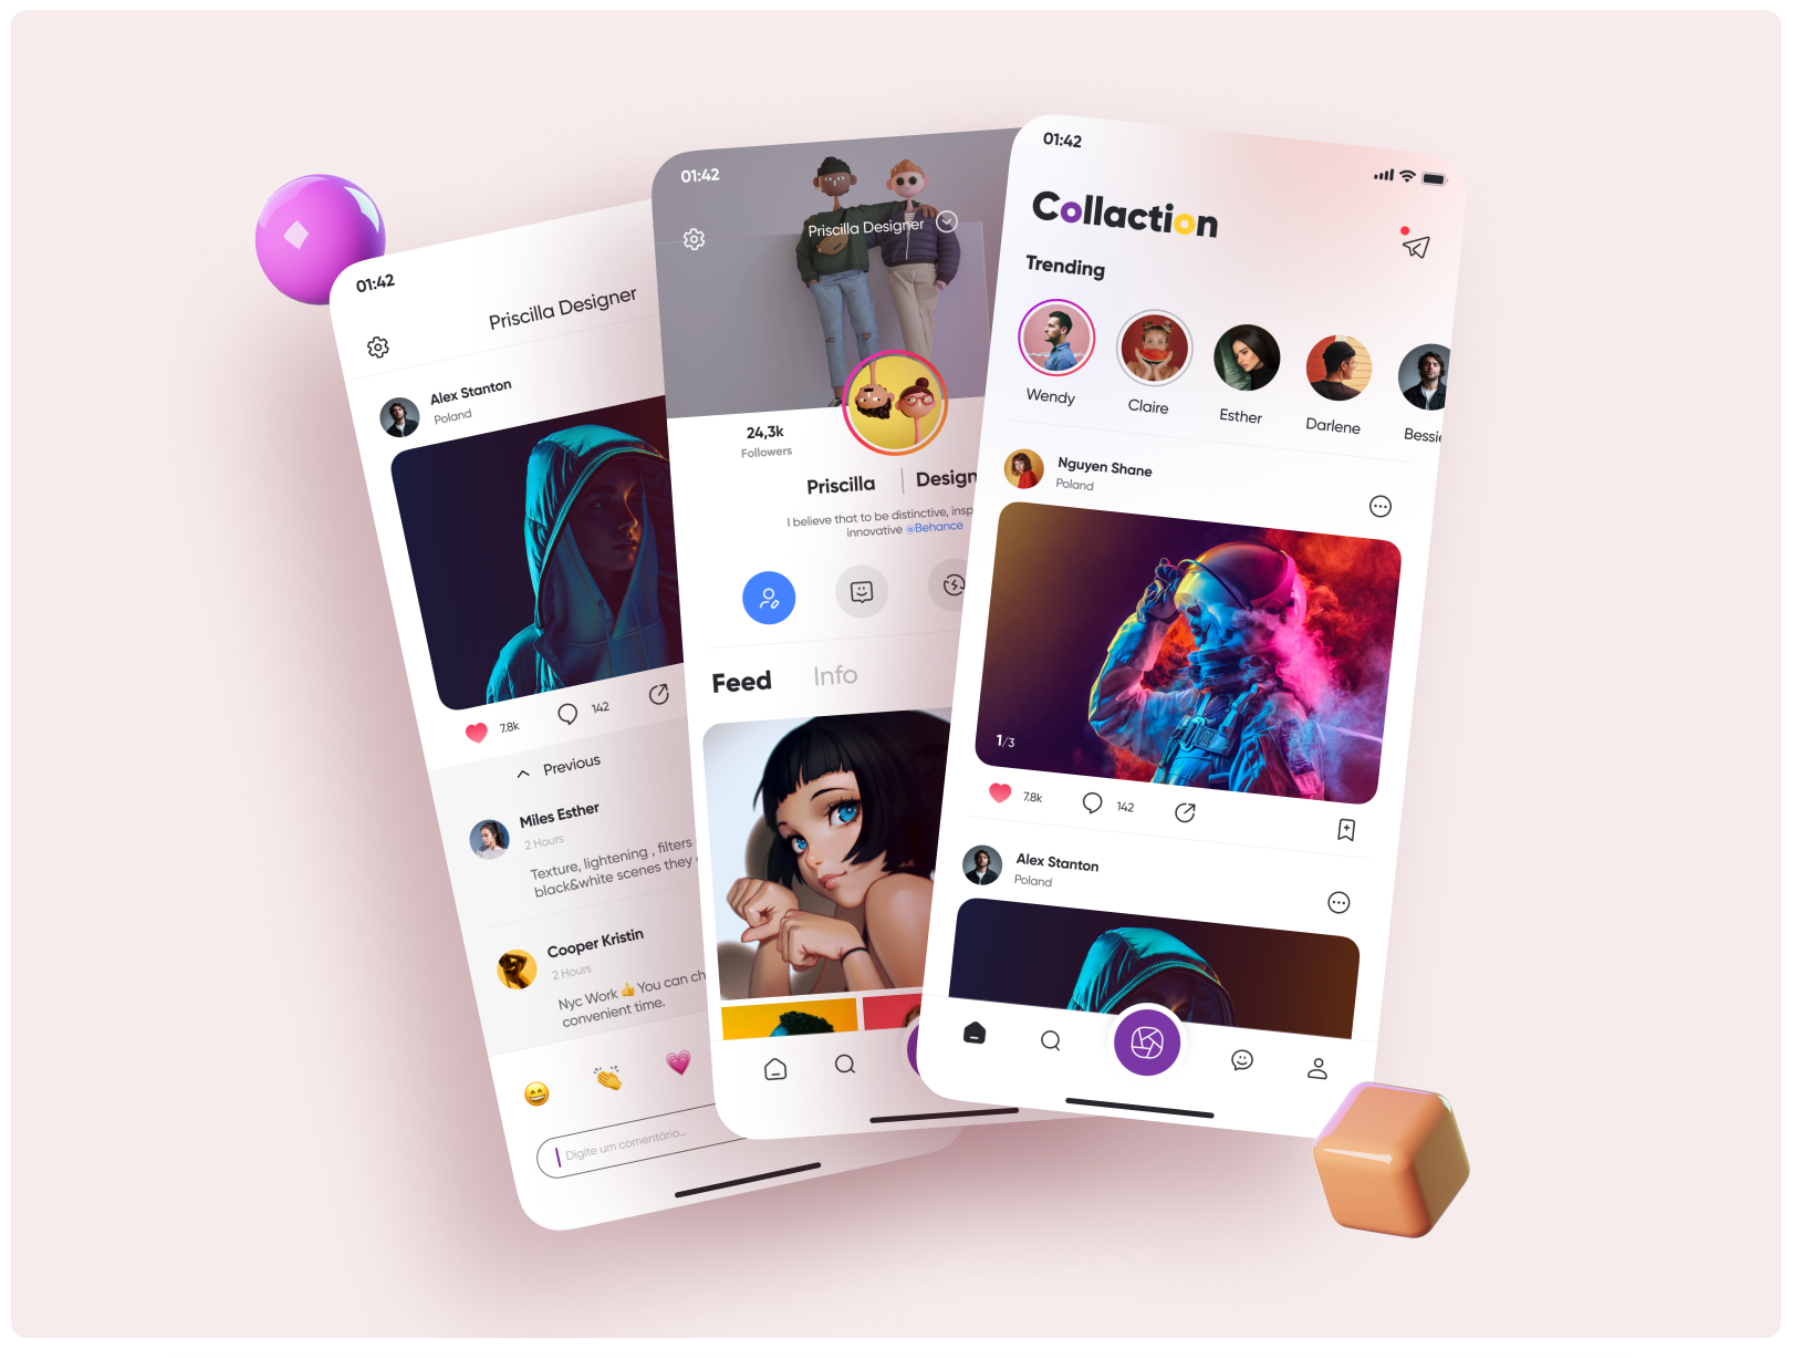 01:42
Priscilla Designer
Alex Stanton
Poland
7.8k
142
Previous
Miles Esther
2 Hours
Texture, lightening , filters
black&white scenes they
Cooper Kristin
2 Hours
Nyc Work 👍 You can ch
convenient time.
Digite um comentário...
01:42
Priscilla Designer
24,3k
Followers
Priscilla
Design
I believe that to be distinctive, insp
innovative @Behance
Feed
Info
01:42
Collaction
Trending
Wendy
Claire
Esther
Darlene
Bessie
Nguyen Shane
Poland
1/3
7.8k
142
Alex Stanton
Poland